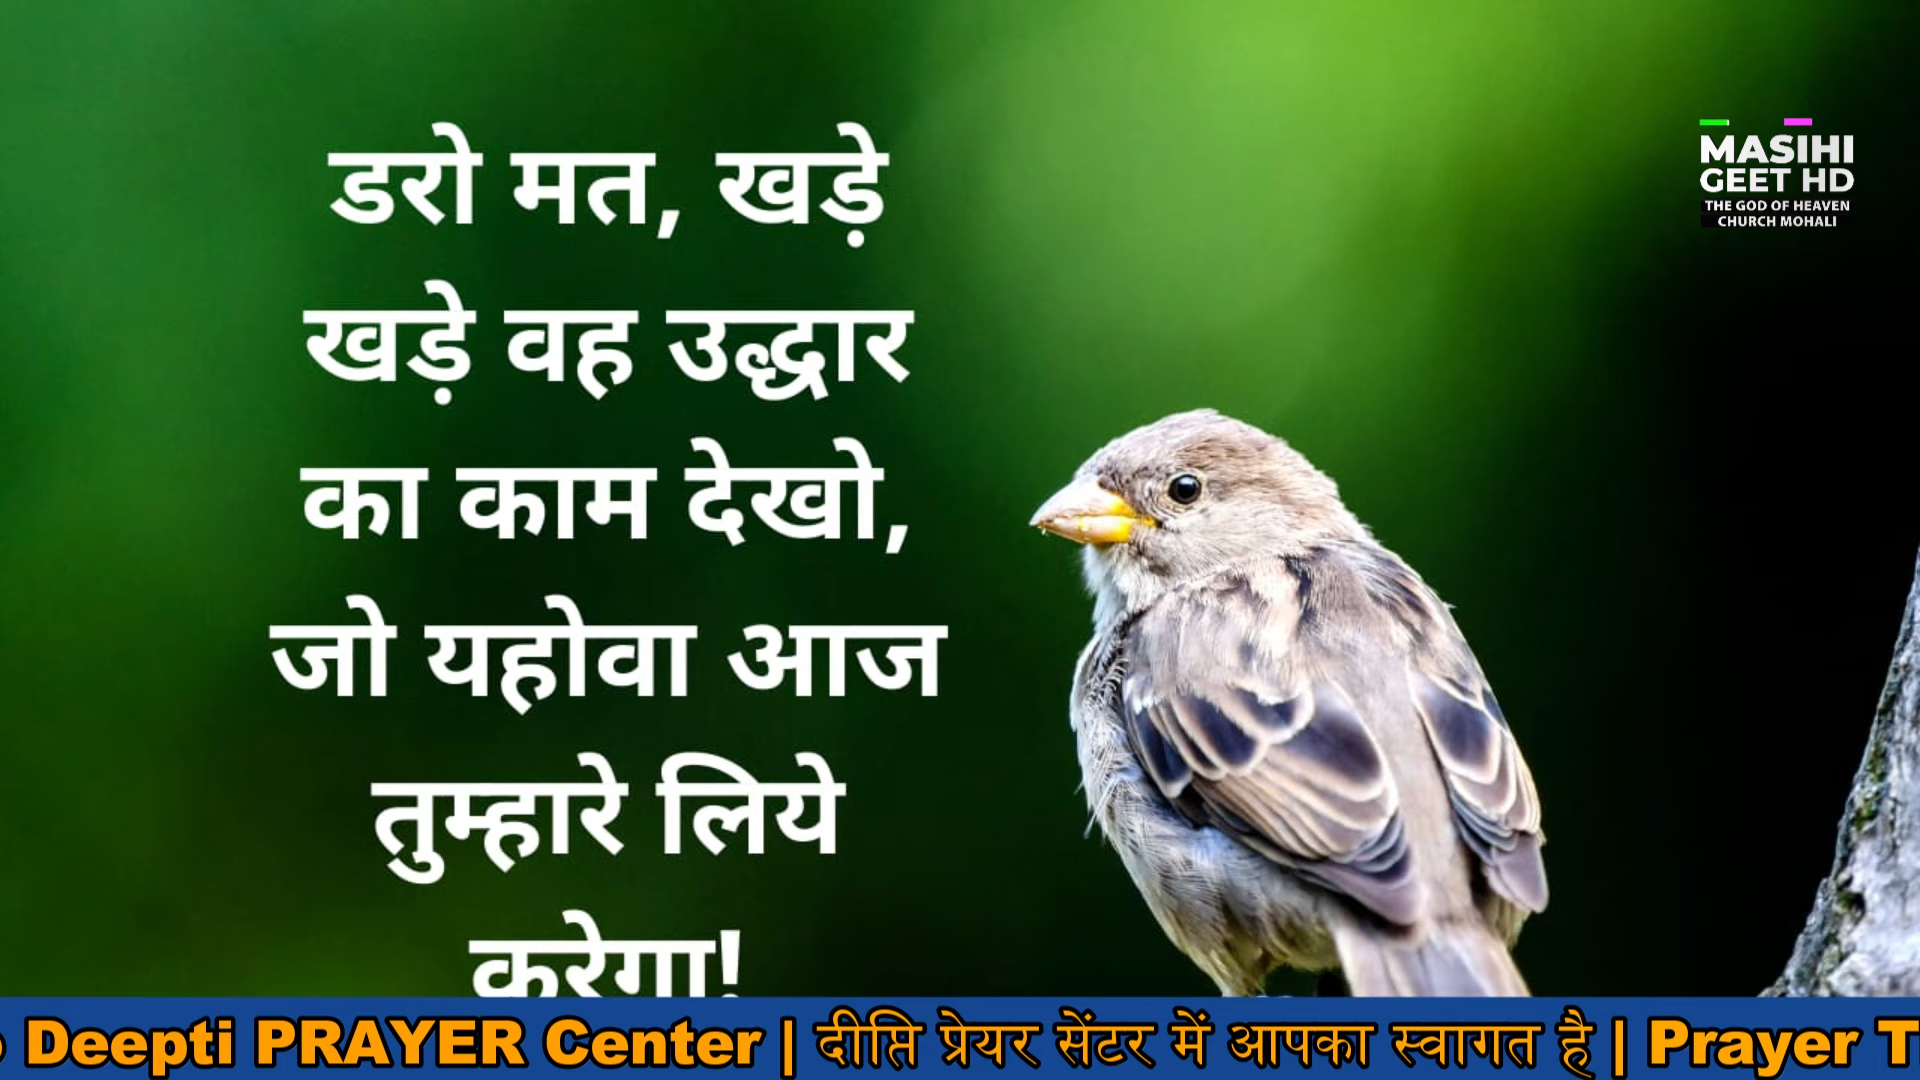 डरो मत, खड़े
खड़े वह उद्धार
का काम देखो,
जो यहोवा आज
तुम्हारे लिये
करेगा!
MASIHI
GEET HD
THE GOD OF HEAVEN
CHURCH MOHALI
Deepti PRAYER Center | दीप्ति प्रेयर सेंटर में आपका स्वागत है | Prayer